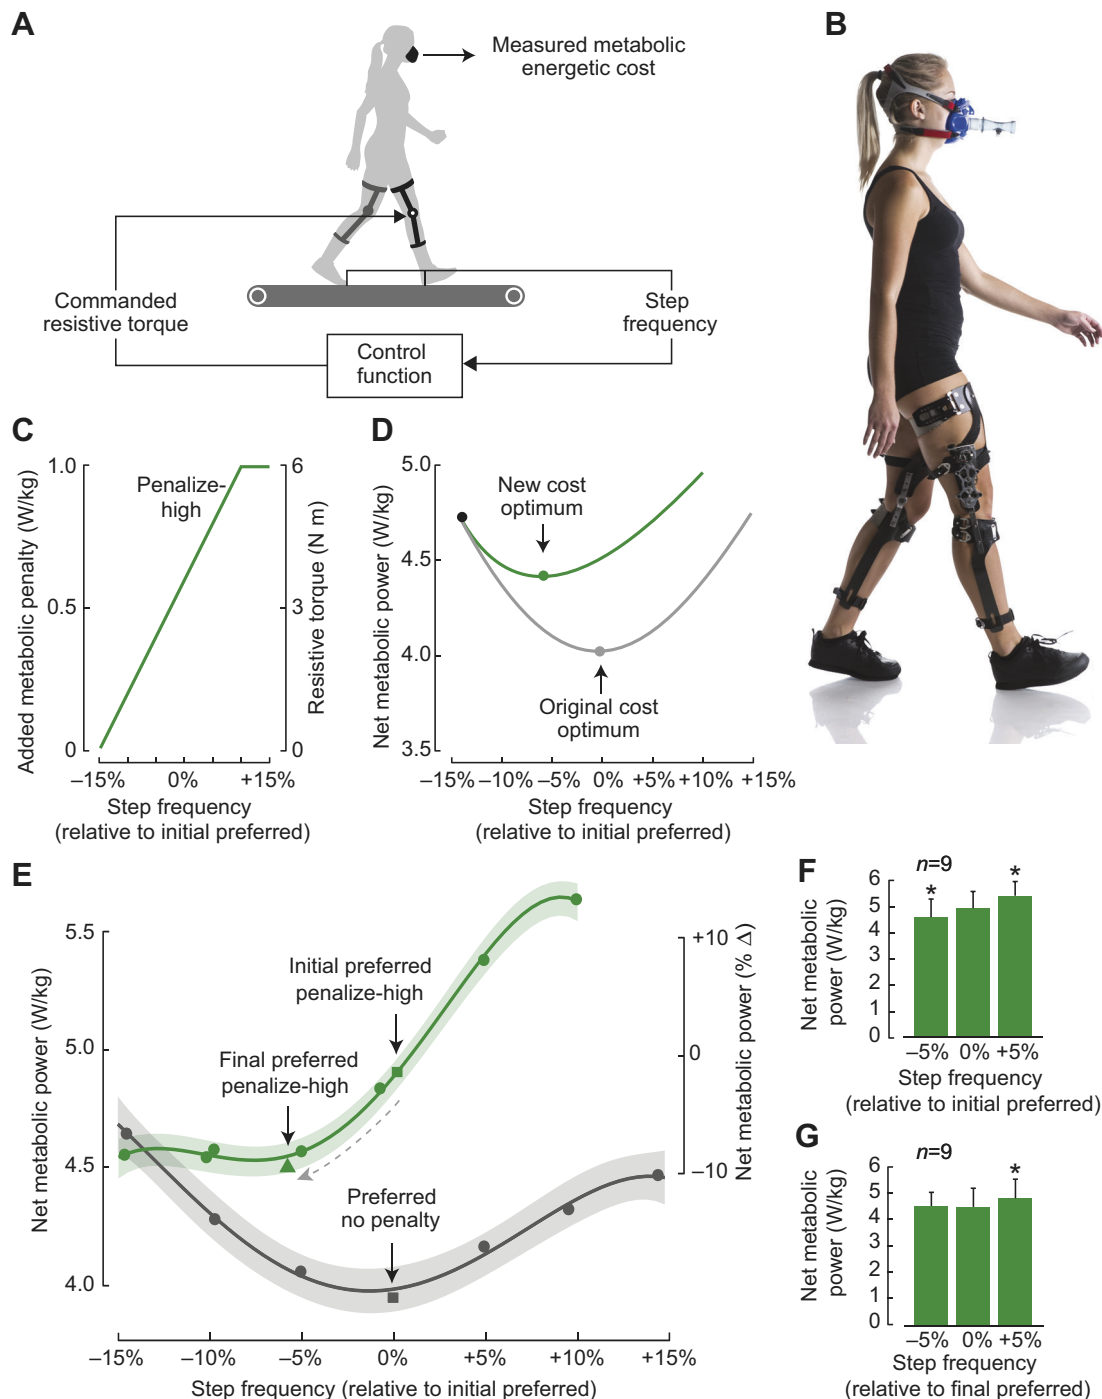 A
Measured metabolic
energetic cost
Commanded
resistive torque
Step
frequency
Control
function
B
C
Added metabolic penalty (W/kg)
1.0
0.5
0
Penalize-
high
6
3
0
Resistive torque (N m)
–15%
0%
+15%
Step frequency
(relative to initial preferred)
D
Net metabolic power (W/kg)
5.0
4.5
4.0
3.5
New cost
optimum
Original cost
optimum
–15%
–10%
–5%
0%
+5%
+10%
+15%
Step frequency
(relative to initial preferred)
E
Net metabolic power (W/kg)
5.5
5.0
4.5
4.0
Initial preferred
penalize-high
Final preferred
penalize-high
Preferred
no penalty
+10
0
–10
Net metabolic power (% Δ)
–15%
–10%
–5%
0%
+5%
+10%
+15%
Step frequency (relative to initial preferred)
F
n=9
Net metabolic
power (W/kg)
6
5
4
3
2
1
0
*
*
–5%
0%
+5%
Step frequency
(relative to initial preferred)
G
n=9
Net metabolic
power (W/kg)
6
5
4
3
2
1
0
*
–5%
0%
+5%
Step frequency
(relative to final preferred)